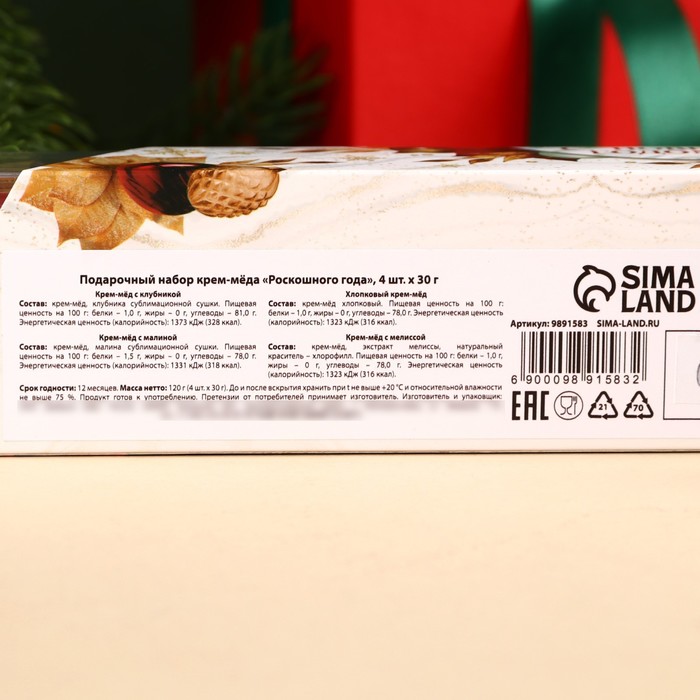 Подарочный набор крем-мёда «Роскошного года», 4 шт. х 30 г
Крем-мёд с клубникой
Состав: крем-мёд, клубника сублимационной сушки. Пищевая
ценность на 100 г: белки – 1,0 г, жиры – 0 г, углеводы – 81,0 г.
Энергетическая ценность (калорийность): 1373 кДж (328 ккал).
Крем-мёд с малиной
Состав: крем-мёд, малина сублимационной сушки. Пищевая
ценность на 100 г: белки – 1,5 г, жиры – 0 г, углеводы – 78,0 г.
Энергетическая ценность (калорийность): 1331 кДж (318 ккал).
Хлопковый крем-мёд
Состав: крем-мёд хлопковый. Пищевая ценность на 100 г:
белки – 1,0 г, жиры – 0 г, углеводы – 78,0 г. Энергетическая ценность
(калорийность): 1323 кДж (316 ккал).
Крем-мёд с мелиссой
Состав: крем-мёд, экстракт мелиссы, натуральный
краситель – хлорофилл. Пищевая ценность на 100 г: белки – 1,0 г,
жиры – 0 г, углеводы – 78,0 г. Энергетическая ценность
(калорийность): 1323 кДж (316 ккал).
Срок годности: 12 месяцев. Масса нетто: 120 г (4 шт. х 30 г). До и после вскрытия хранить при t не выше +20 °С и относительной влажности
не выше 75 %. Продукт готов к употреблению. Претензии от потребителей принимает изготовитель. Изготовитель и упаковщик:
SIMA
LAND
Артикул: 9891583 SIMA-LAND.RU
6 900098 915832
EAC
21
70